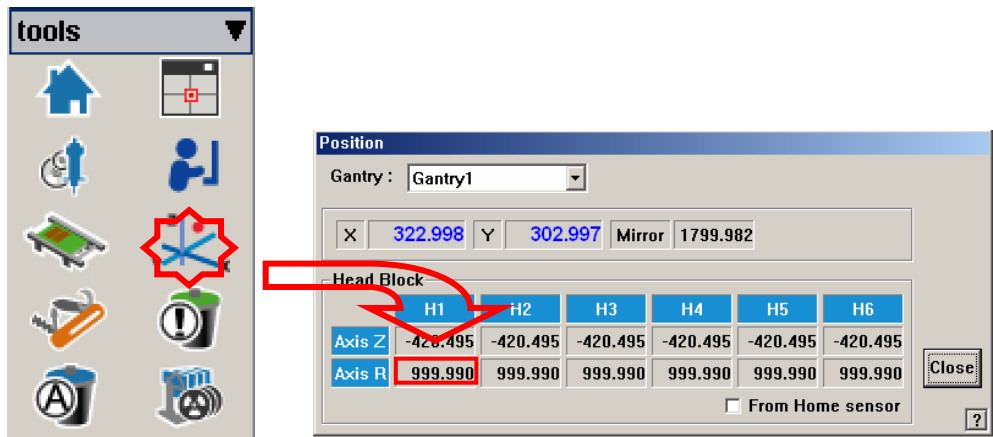 tools
Position
Gantry : Gantry1
X 322.998 Y 302.997 Mirror 1799.982
Head Block
H1 H2 H3 H4 H5 H6
Axis Z -420.495 -420.495 -420.495 -420.495 -420.495 -420.495
Axis R 999.990 999.990 999.990 999.990 999.990 999.990
Close
From Home sensor
?
!
A